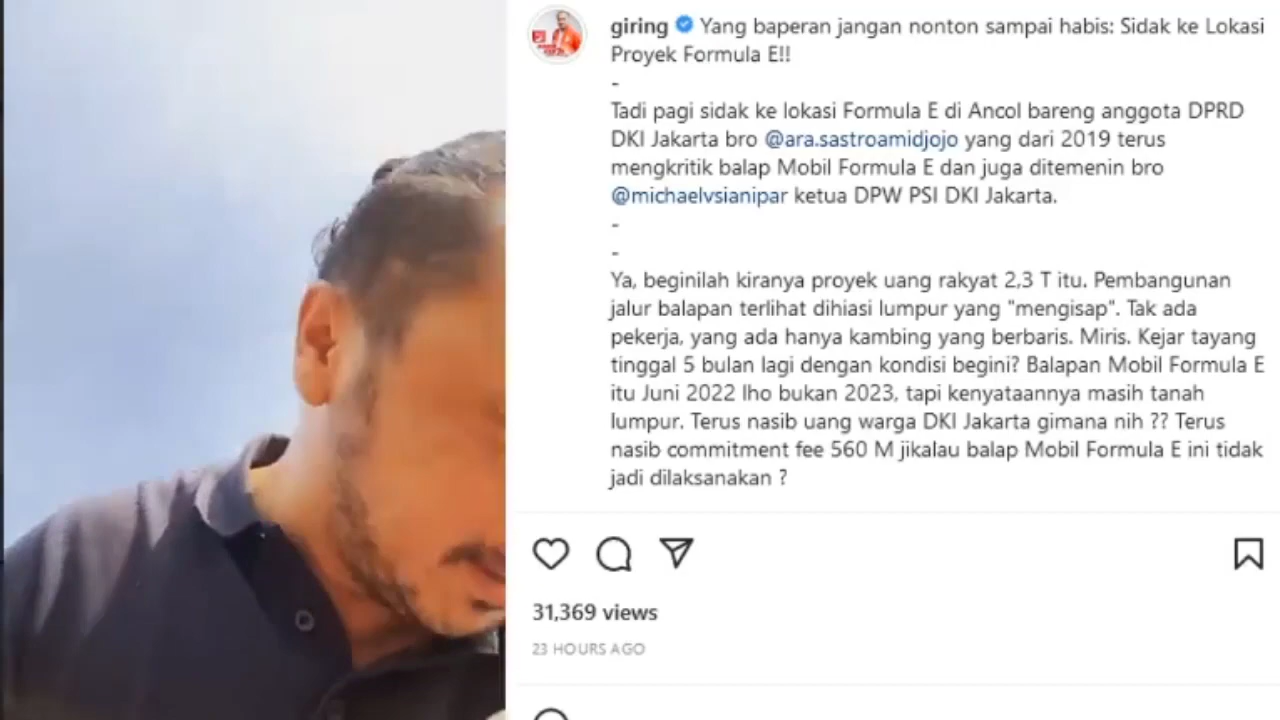 giring Yang baperan jangan nonton sampai habis: Sidak ke Lokasi
Proyek Formula E!!
-
Tadi pagi sidak ke lokasi Formula E di Ancol bareng anggota DPRD
DKI Jakarta bro @ara.sastroamidjojo yang dari 2019 terus
mengkritik balap Mobil Formula E dan juga ditemenin bro
@michaelvsianipar ketua DPW PSI DKI Jakarta.
-
-
Ya, beginilah kiranya proyek uang rakyat 2,3 T itu. Pembangunan
jalur balapan terlihat dihiasi lumpur yang "mengisap". Tak ada
pekerja, yang ada hanya kambing yang berbaris. Miris. Kejar tayang
tinggal 5 bulan lagi dengan kondisi begini? Balapan Mobil Formula E
itu Juni 2022 lho bukan 2023, tapi kenyataannya masih tanah
lumpur. Terus nasib uang warga DKI Jakarta gimana nih ?? Terus
nasib commitment fee 560 M jikalau balap Mobil Formula E ini tidak
jadi dilaksanakan ?
31,369 views
23 HOURS AGO